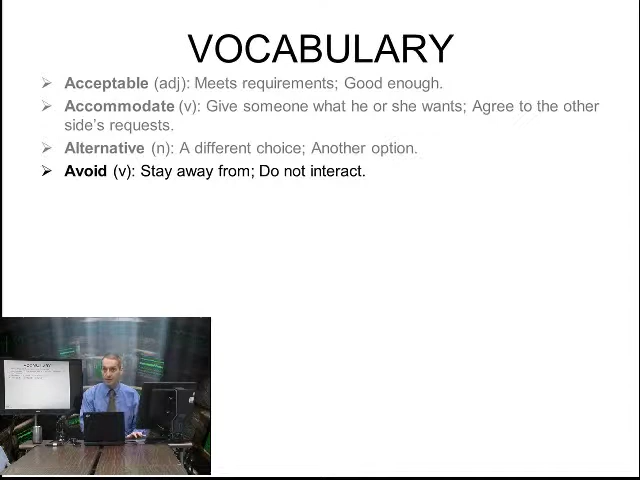 VOCABULARY
➢ Acceptable (adj): Meets requirements; Good enough.
➢ Accommodate (v): Give someone what he or she wants; Agree to the other
side's requests.
➢ Alternative (n): A different choice; Another option.
➢ Avoid (v): Stay away from; Do not interact.
VOCABULARY